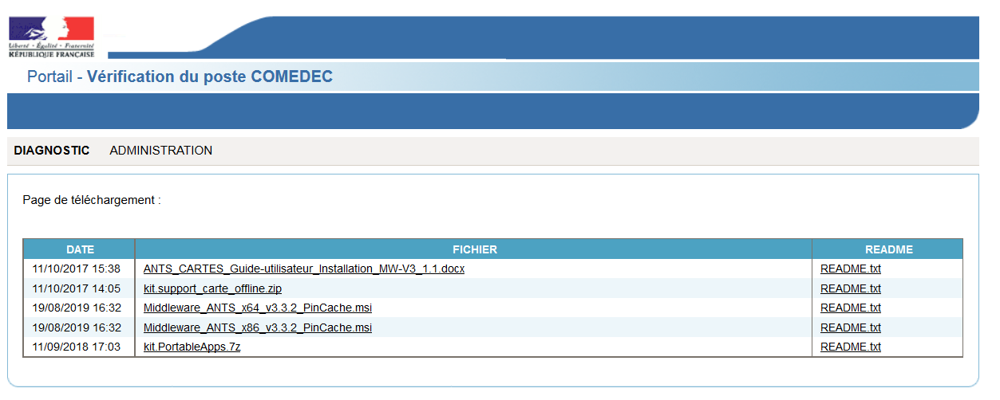 Liberté · Égalité · Fraternité
RÉPUBLIQUE FRANÇAISE
Portail - Vérification du poste COMEDEC
DIAGNOSTIC ADMINISTRATION
Page de téléchargement :
DATE FICHIER README
11/10/2017 15:38 ANTS_CARTES_Guide-utilisateur_Installation_MW-V3_1.1.docx README.txt
11/10/2017 14:05 kit.support_carte_offline.zip README.txt
19/08/2019 16:32 Middleware_ANTS_x64_v3.3.2_PinCache.msi README.txt
19/08/2019 16:32 Middleware_ANTS_x86_v3.3.2_PinCache.msi README.txt
11/09/2018 17:03 kit.PortableApps.7z README.txt